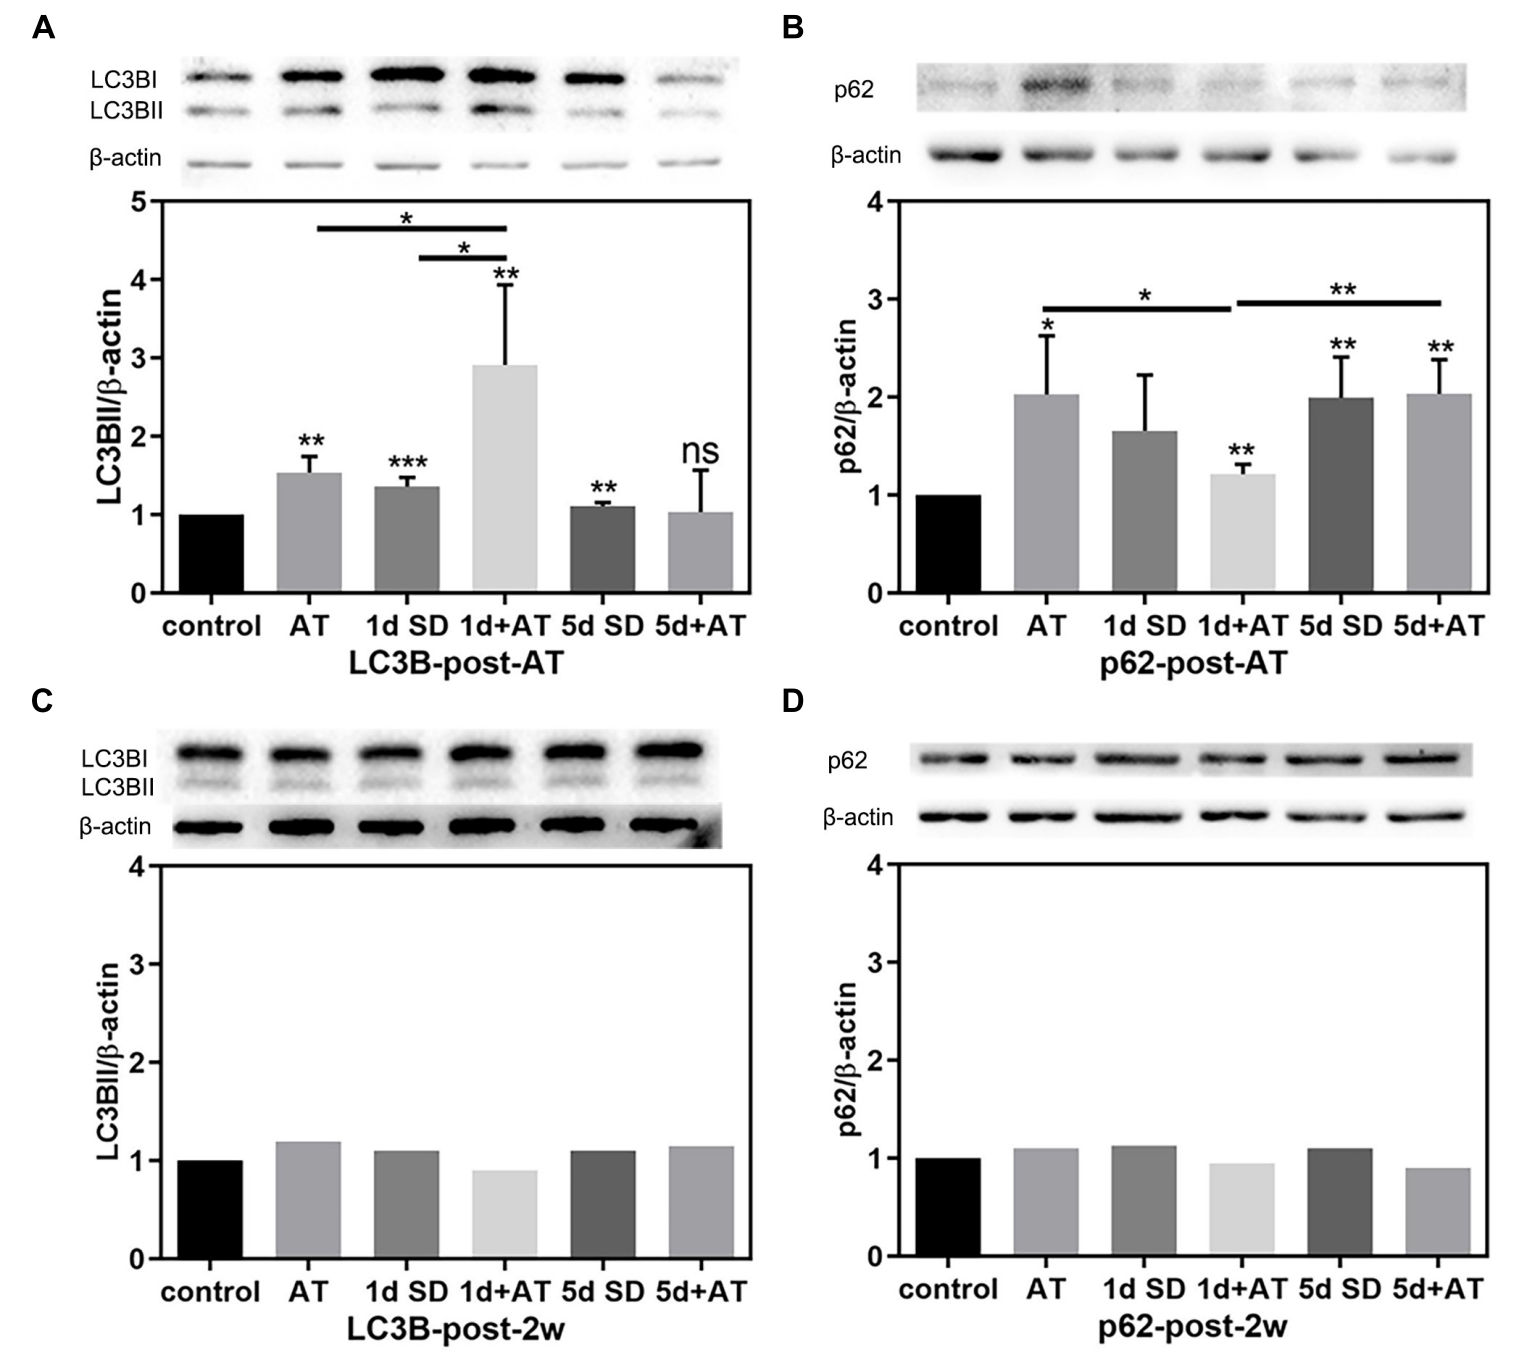 A
LC3BI
LC3BII
β-actin
5
4
3
2
1
0
LC3BII/β-actin
*
*
**
**
***
**
ns
control AT 1d SD 1d+AT 5d SD 5d+AT
LC3B-post-AT
B
p62
β-actin
4
3
2
1
0
p62/β-actin
*
**
*
**
**
**
control AT 1d SD 1d+AT 5d SD 5d+AT
p62-post-AT
C
LC3BI
LC3BII
β-actin
4
3
2
1
0
LC3BII/β-actin
control AT 1d SD 1d+AT 5d SD 5d+AT
LC3B-post-2w
D
p62
β-actin
4
3
2
1
0
p62/β-actin
control AT 1d SD 1d+AT 5d SD 5d+AT
p62-post-2w